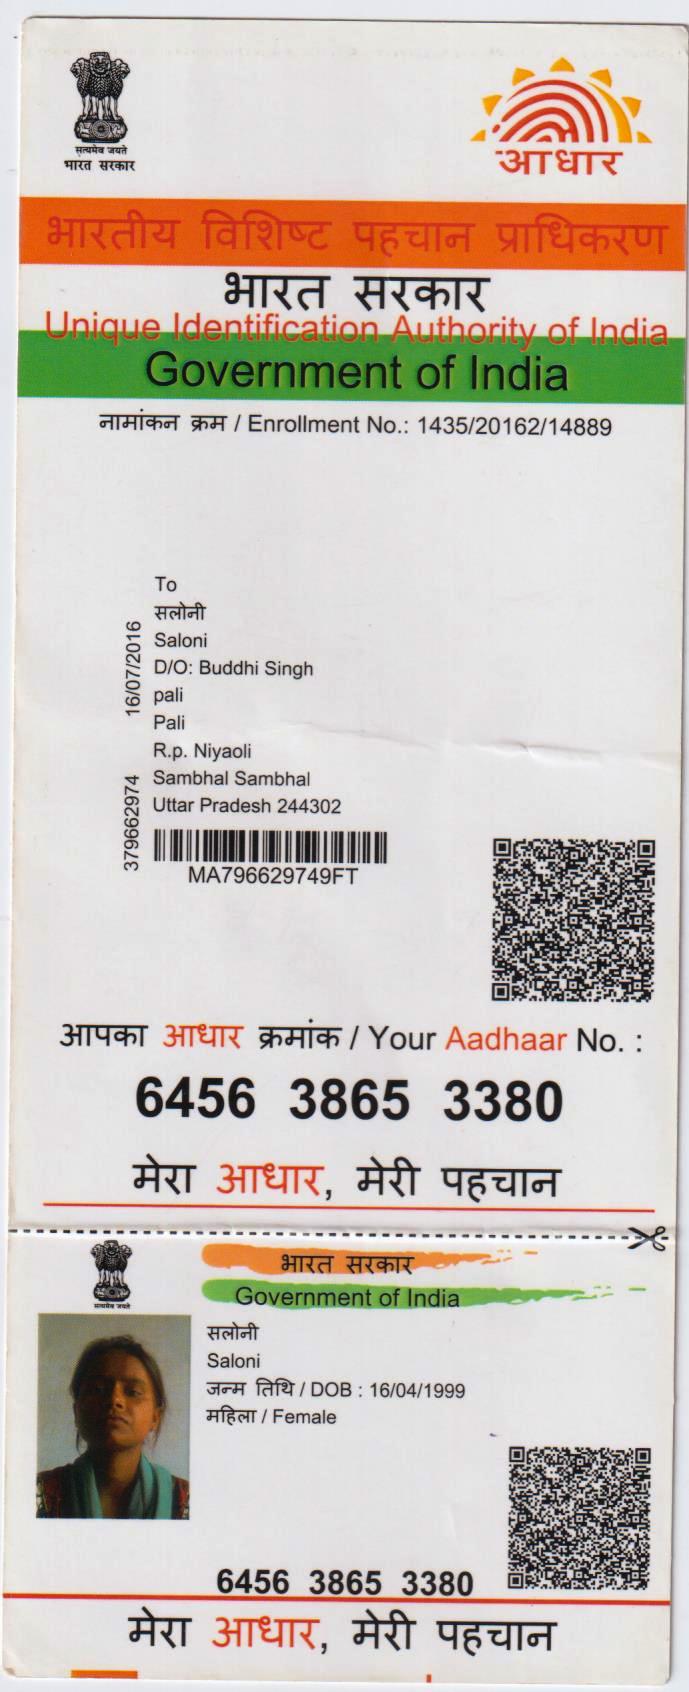 सत्यमेव जयते
भारत सरकार
आधार
भारतीय विशिष्ट पहचान प्राधिकरण
भारत सरकार
Unique Identification Authority of India
Government of India
नामांकन क्रम / Enrollment No.: 1435/20162/14889
To
सलोनी
Saloni
D/O: Buddhi Singh
pali
Pali
R.p. Niyaoli
Sambhal Sambhal
Uttar Pradesh 244302
379662974 16/07/2016
MA796629749FT
आपका आधार क्रमांक / Your Aadhaar No. :
6456 3865 3380
मेरा आधार, मेरी पहचान
सत्यमेव जयते
भारत सरकार
Government of India
सलोनी
Saloni
जन्म तिथि / DOB : 16/04/1999
महिला / Female
6456 3865 3380
मेरा आधार, मेरी पहचान